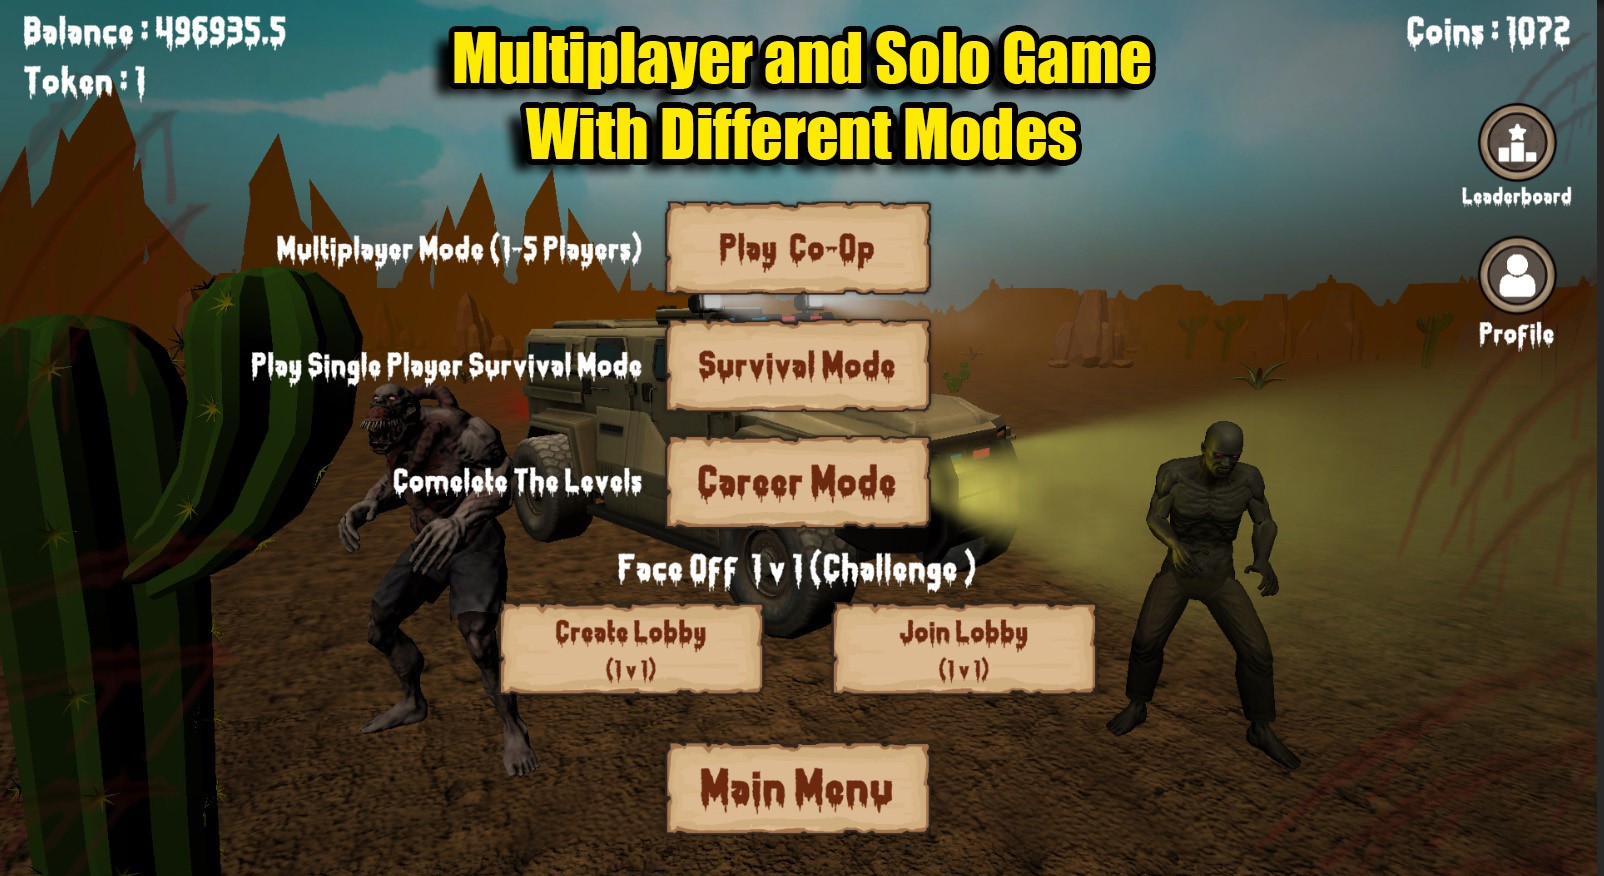 Balance : 496935.5
Token : 1
Multiplayer and Solo Game
With Different Modes
Coins : 1072
Leaderboard
Profile
Multiplayer Mode (1-5 Players)
Play Co-Op
Play Single Player Survival Mode
Survival Mode
Comelete The Levels
Career Mode
Face Off 1 v 1 (Challenge )
Create Lobby
(1 v 1)
Join Lobby
(1 v 1)
Main Menu